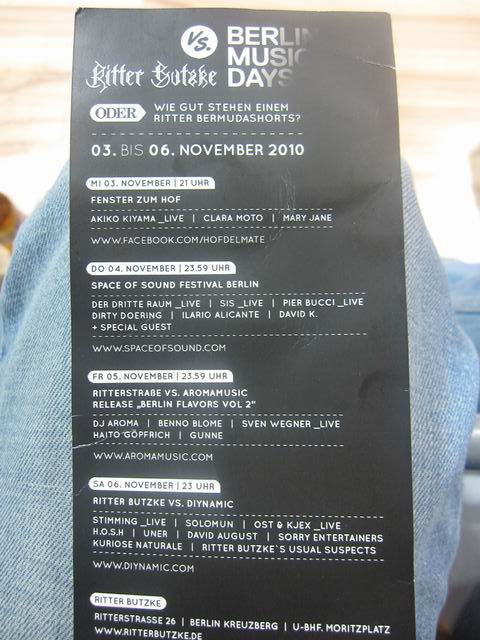 VS.
BERLIN
MUSIC
DAYS
Ritter Butzke
ODER
WIE GUT STEHEN EINEM
RITTER BERMUDASHORTS?
03. BIS 06. NOVEMBER 2010
MI 03. NOVEMBER | 21 UHR
FENSTER ZUM HOF
AKIKO KIYAMA _LIVE | CLARA MOTO | MARY JANE
WWW.FACEBOOK.COM/HOFDELMATE
DO 04. NOVEMBER | 23.59 UHR
SPACE OF SOUND FESTIVAL BERLIN
DER DRITTE RAUM _LIVE | SIS _LIVE | PIER BUCCI _LIVE
DIRTY DOERING | ILARIO ALICANTE | DAVID K.
+ SPECIAL GUEST
WWW.SPACEOFSOUND.COM
FR 05. NOVEMBER | 23.59 UHR
RITTERSTRAßE VS. AROMAMUSIC
RELEASE „BERLIN FLAVORS VOL 2“
DJ AROMA | BENNO BLOME | SVEN WEGNER _LIVE
HAITO GÖPFRICH | GUNNE
WWW.AROMAMUSIC.COM
SA 06. NOVEMBER | 23 UHR
RITTER BUTZKE VS. DIYNAMIC
STIMMING _LIVE | SOLOMUN | OST & KJEX _LIVE
H.O.S.H | UNER | DAVID AUGUST | SORRY ENTERTAINERS
KURIOSE NATURALE | RITTER BUTZKE`S USUAL SUSPECTS
WWW.DIYNAMIC.COM
RITTER BUTZKE
RITTERSTRASSE 26 | BERLIN KREUZBERG | U-BHF. MORITZPLATZ
WWW.RITTERBUTZKE.DE